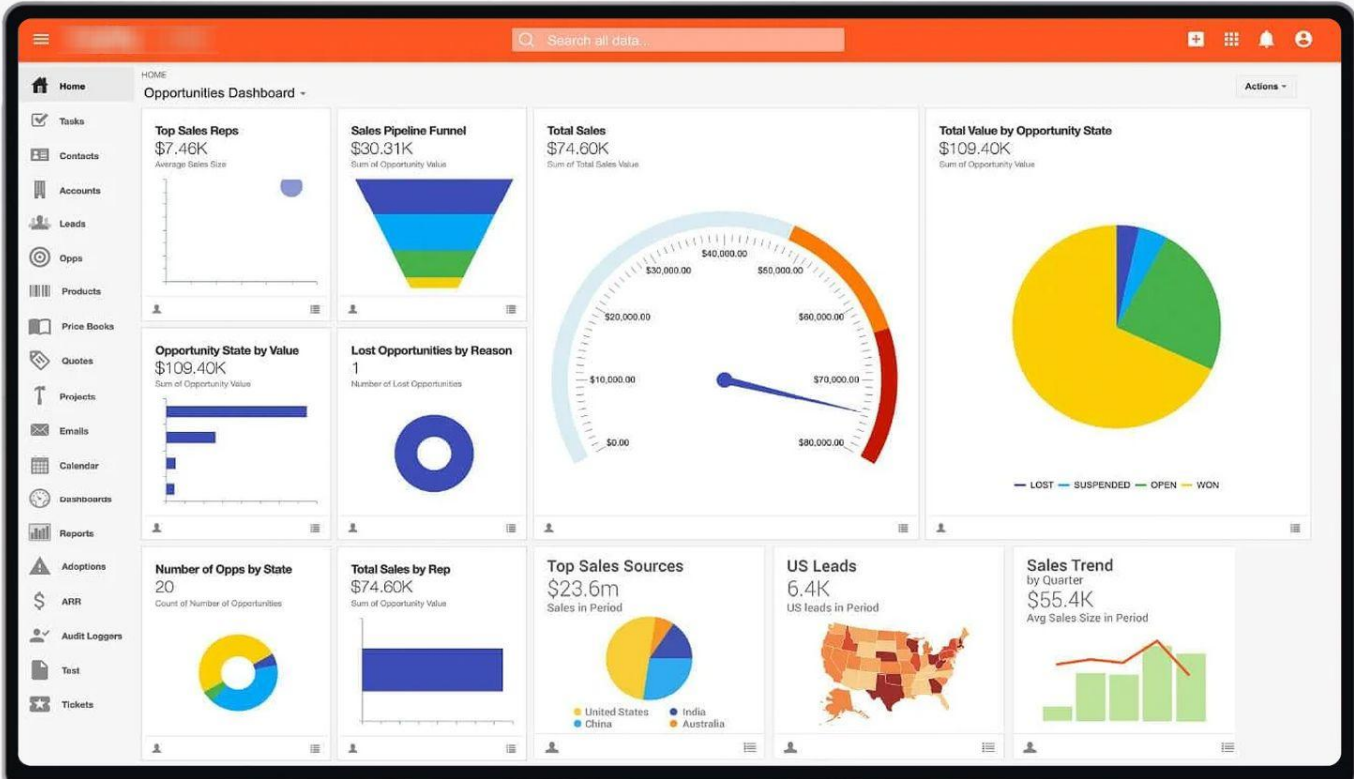 Search all data...
Home
Tasks
Contacts
Accounts
Leads
Opps
Products
Price Books
Quotes
Projects
Emails
Calendar
Dashboards
Reports
Adoptions
ARR
Audit Loggers
Test
Tickets
HOME
Opportunities Dashboard
Actions
Top Sales Reps
$7.46K
Average Sales Size
Sales Pipeline Funnel
$30.31K
Sum of Opportunity Value
Total Sales
$74.60K
Sum of Total Sales Value
$0.00
$10,000.00
$20,000.00
$30,000.00
$40,000.00
$50,000.00
$60,000.00
$70,000.00
$80,000.00
Total Value by Opportunity State
$109.40K
Sum of Opportunity Value
LOST SUSPENDED OPEN WON
Opportunity State by Value
$109.40K
Sum of Opportunity Value
Lost Opportunities by Reason
1
Number of Lost Opportunities
Number of Opps by State
20
Count of Number of Opportunities
Total Sales by Rep
$74.60K
Sum of Opportunity Value
Top Sales Sources
$23.6m
Sales in Period
United States India
China Australia
US Leads
6.4K
US leads in Period
Sales Trend
by Quarter
$55.4K
Avg Sales Size in Period